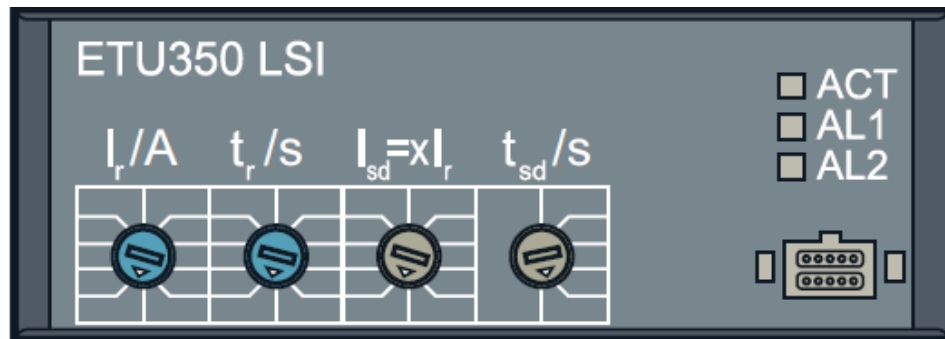 ETU350 LSI
ACT
AL1
AL2
Ir/A tr/s Isd=xIr tsd/s